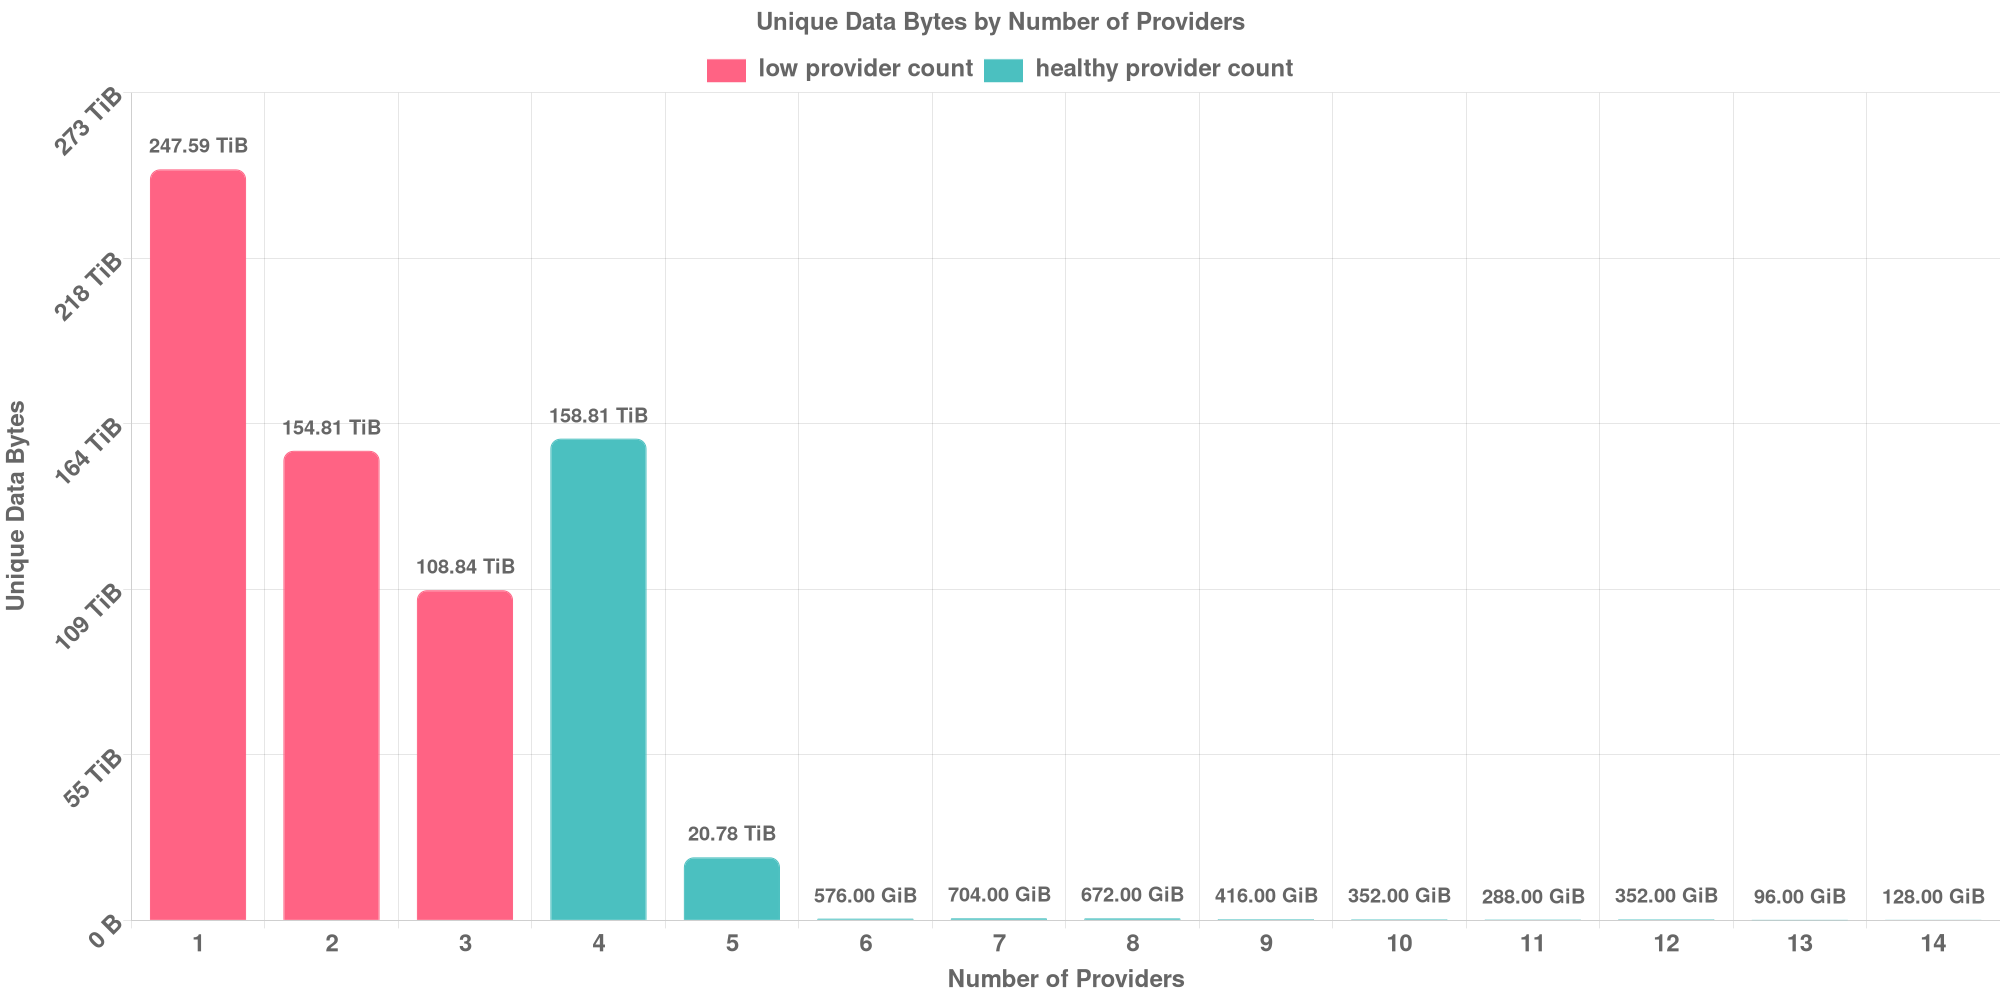 Unique Data Bytes by Number of Providers
low provider count
healthy provider count
Unique Data Bytes
273 TiB
218 TiB
164 TiB
109 TiB
55 TiB
0 B
247.59 TiB
154.81 TiB
108.84 TiB
158.81 TiB
20.78 TiB
576.00 GiB
704.00 GiB
672.00 GiB
416.00 GiB
352.00 GiB
288.00 GiB
352.00 GiB
96.00 GiB
128.00 GiB
1
2
3
4
5
6
7
8
9
10
11
12
13
14
Number of Providers